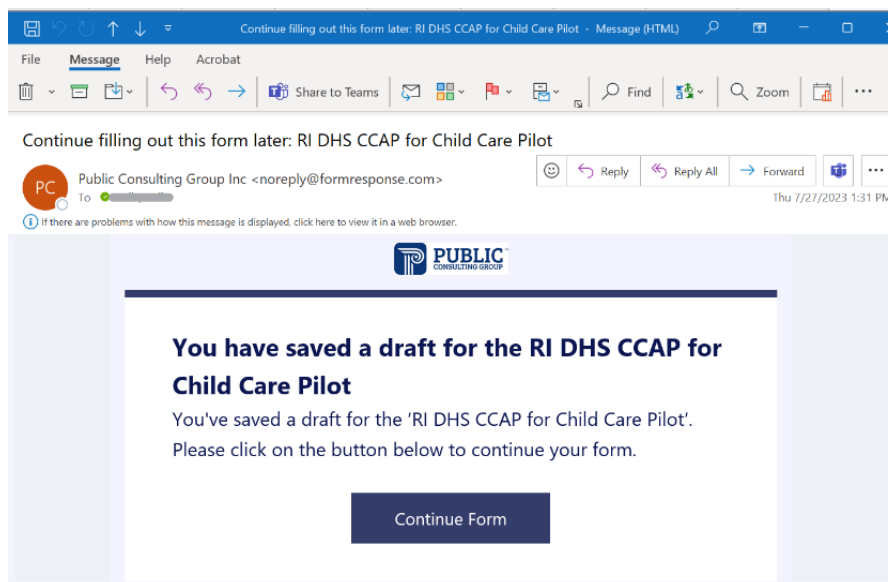 Continue filling out this form later: RI DHS CCAP for Child Care Pilot - Message (HTML)
File Message Help Acrobat
Share to Teams Find Zoom
Continue filling out this form later: RI DHS CCAP for Child Care Pilot
PC
Public Consulting Group Inc <noreply@formresponse.com>
Reply Reply All Forward
To
Thu 7/27/2023 1:31 PM
If there are problems with how this message is displayed, click here to view it in a web browser.
PUBLIC
CONSULTING GROUP
You have saved a draft for the RI DHS CCAP for
Child Care Pilot
You've saved a draft for the 'RI DHS CCAP for Child Care Pilot'.
Please click on the button below to continue your form.
Continue Form